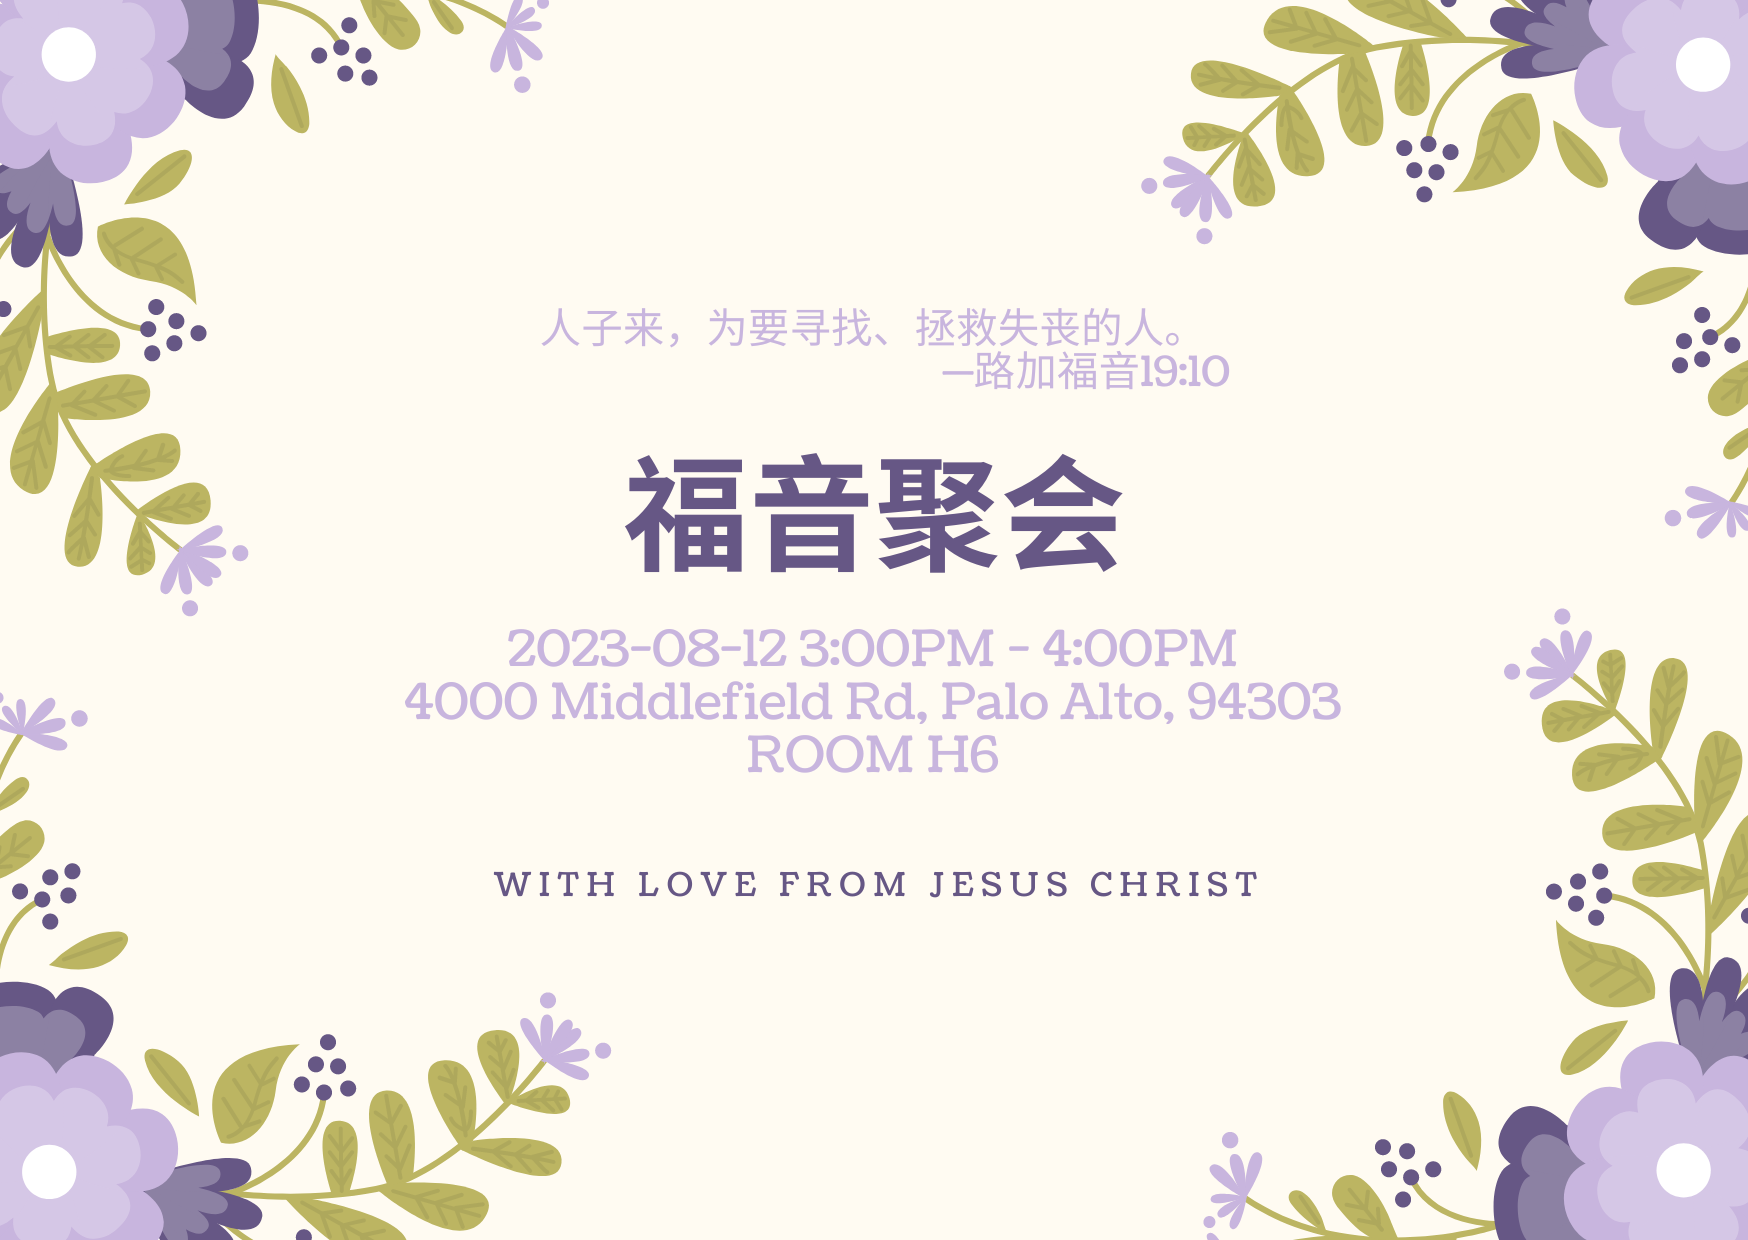 人子来，为要寻找、拯救失丧的人。
—路加福音19:10
福音聚会
2023-08-12 3:00PM - 4:00PM
4000 Middlefield Rd, Palo Alto, 94303
ROOM H6
WITH LOVE FROM JESUS CHRIST